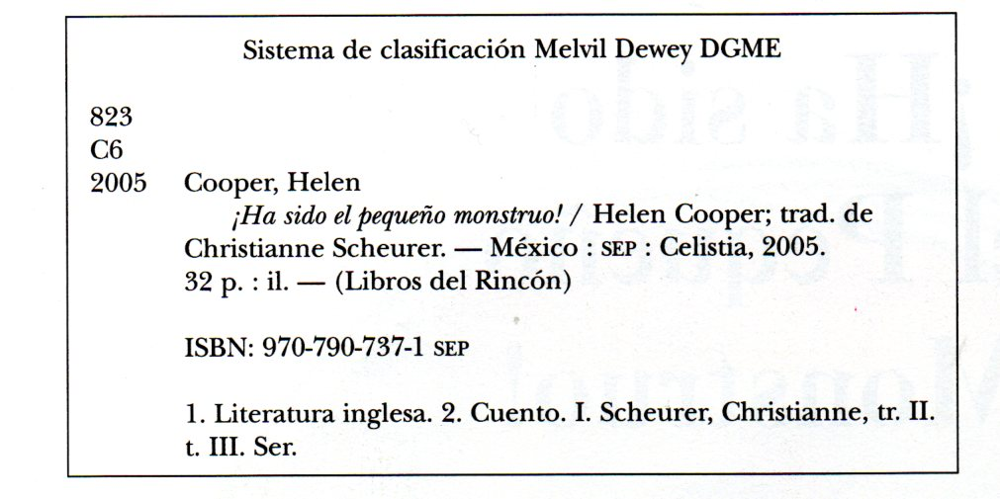 Sistema de clasificación Melvil Dewey DGME
823
C6
2005 Cooper, Helen
¡Ha sido el pequeño monstruo! / Helen Cooper; trad. de
Christianne Scheurer. — México : SEP : Celistia, 2005.
32 p. : il. — (Libros del Rincón)
ISBN: 970-790-737-1 SEP
1. Literatura inglesa. 2. Cuento. I. Scheurer, Christianne, tr. II.
t. III. Ser.